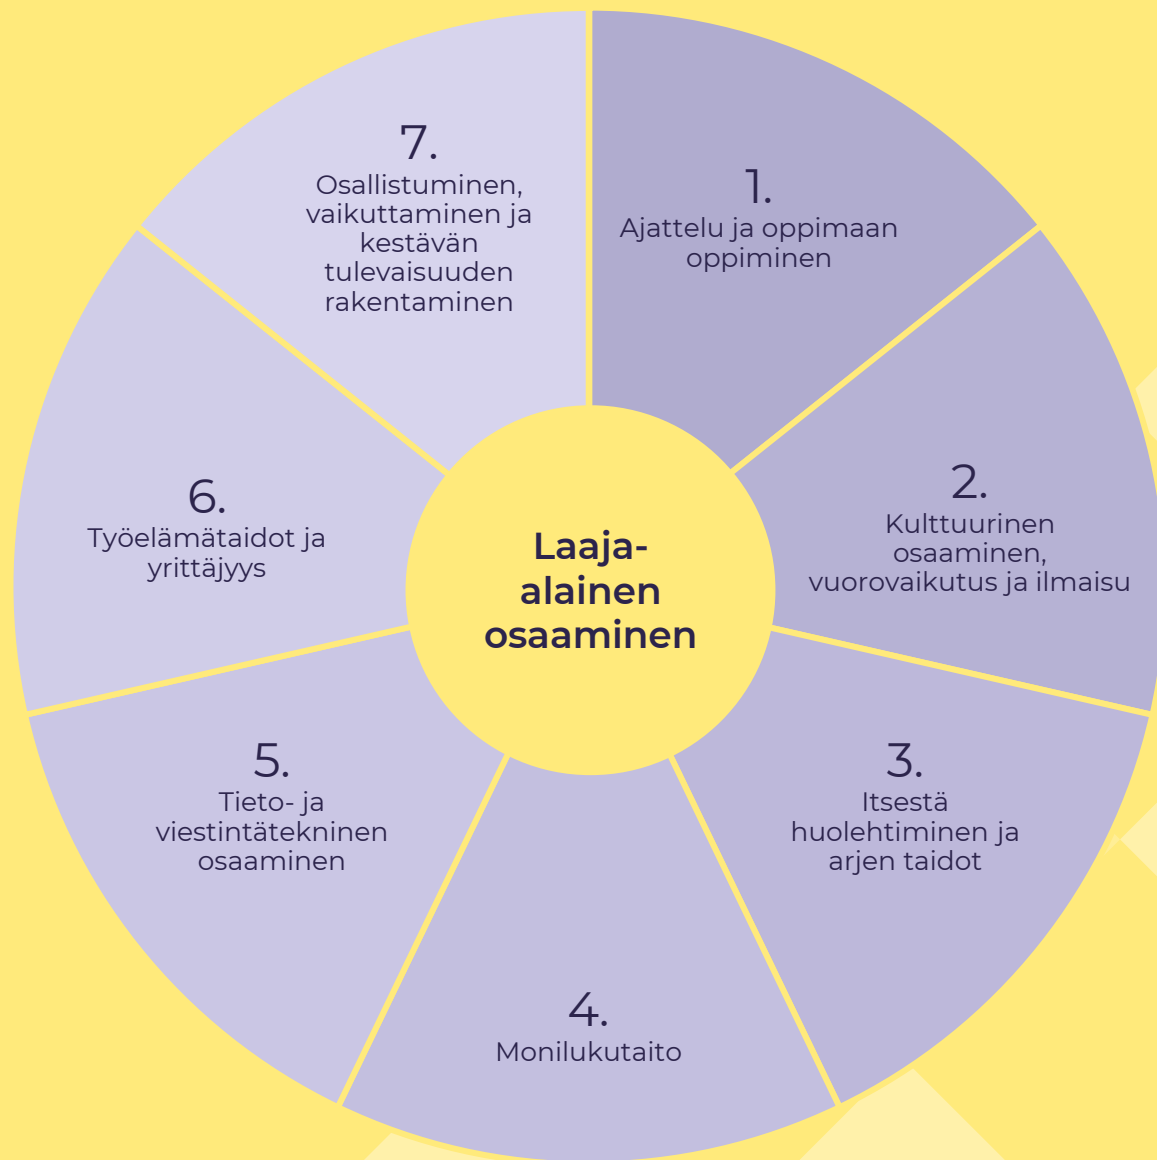 1.
Ajattelu ja oppimaan
oppiminen
2.
Kulttuurinen
osaaminen,
vuorovaikutus ja ilmaisu
3.
Itsestä
huolehtiminen ja
arjen taidot
4.
Monilukutaito
5.
Tieto- ja
viestintätekninen
osaaminen
6.
Työelämätaidot ja
yrittäjyys
7.
Osallistuminen,
vaikuttaminen ja
kestävän
tulevaisuuden
rakentaminen
Laaja-
alainen
osaaminen